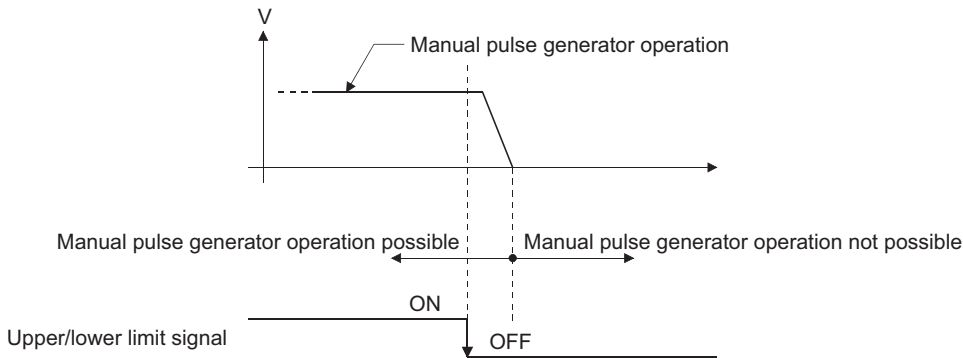 V
Manual pulse generator operation
Manual pulse generator operation possible
Manual pulse generator operation not possible
ON
Upper/lower limit signal
OFF